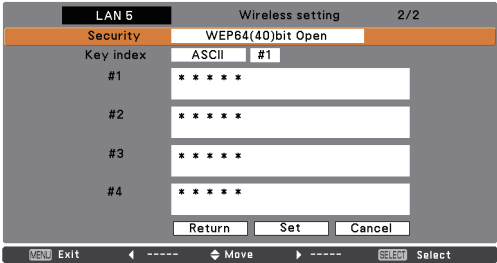 LAN 5 Wireless setting 2/2
Security WEP64(40)bit Open
Key index ASCII #1
#1 * * * * *
#2 * * * * *
#3 * * * * *
#4 * * * * *
Return Set Cancel
MENU Exit ----- Move ----- SELECT Select